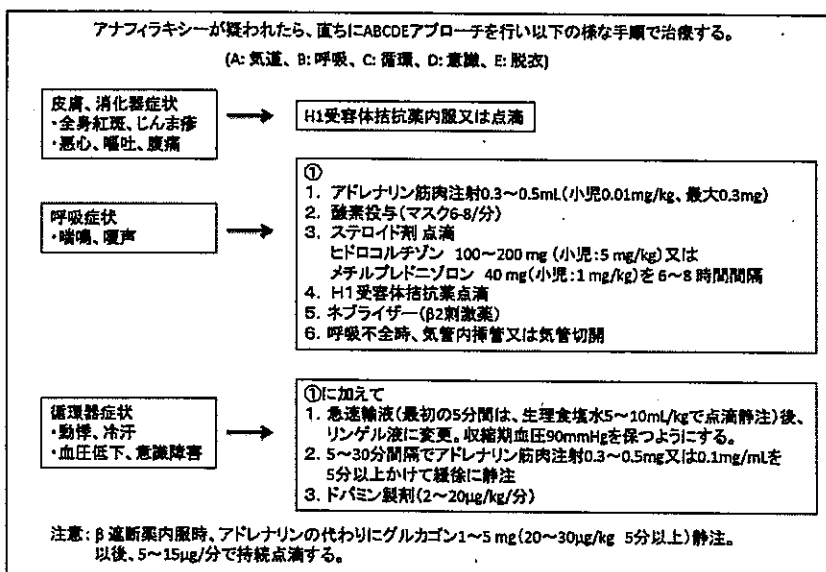 アナフィラキシーが疑われたら、直ちにABCDEアプローチを行い以下の様な手順で治療する。
(A: 気道、B: 呼吸、C: 循環、D: 意識、E: 脱衣)
皮膚、消化器症状
・全身紅斑、じんま疹
・悪心、嘔吐、腹痛
H1受容体拮抗薬内服又は点滴
呼吸症状
・喘鳴、嗄声
①
1. アドレナリン筋肉注射0.3～0.5mL(小児0.01mg/kg、最大0.3mg)
2. 酸素投与(マスク6-8/分)
3. ステロイド剤 点滴
ヒドロコルチゾン 100～200 mg (小児:5 mg/kg)又は
メチルプレドニゾロン 40 mg(小児:1 mg/kg)を 6～8 時間間隔
4. H1 受容体拮抗薬点滴
5. ネブライザー(β2刺激薬)
6. 呼吸不全時、気管内挿管又は気管切開
循環器症状
・動悸、冷汗
・血圧低下、意識障害
①に加えて
1. 急速輸液(最初の5分間は、生理食塩水5～10mL/kgで点滴静注)後、
リンゲル液に変更。収縮期血圧90mmHgを保つようにする。
2. 5～30分間隔でアドレナリン筋肉注射0.3～0.5mg又は0.1mg/mLを
5分以上かけて緩徐に静注
3. ドパミン製剤(2～20μg/kg/分)
注意: β 遮断薬内服時、アドレナリンの代わりにグルカゴン1～5 mg(20～30μg/kg 5分以上)静注。
以後、5～15μg/分で持続点滴する。